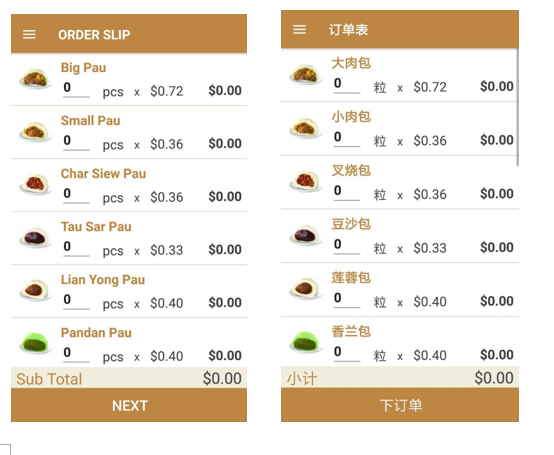 ORDER SLIP
Big Pau
0 pcs x $0.72 $0.00
Small Pau
0 pcs x $0.36 $0.00
Char Siew Pau
0 pcs x $0.36 $0.00
Tau Sar Pau
0 pcs x $0.33 $0.00
Lian Yong Pau
0 pcs x $0.40 $0.00
Pandan Pau
0 pcs x $0.40 $0.00
Sub Total $0.00
NEXT
订单表
大肉包
0 粒 x $0.72 $0.00
小肉包
0 粒 x $0.36 $0.00
叉烧包
0 粒 x $0.36 $0.00
豆沙包
0 粒 x $0.33 $0.00
莲蓉包
0 粒 x $0.40 $0.00
香兰包
0 粒 x $0.40 $0.00
小计 $0.00
下订单